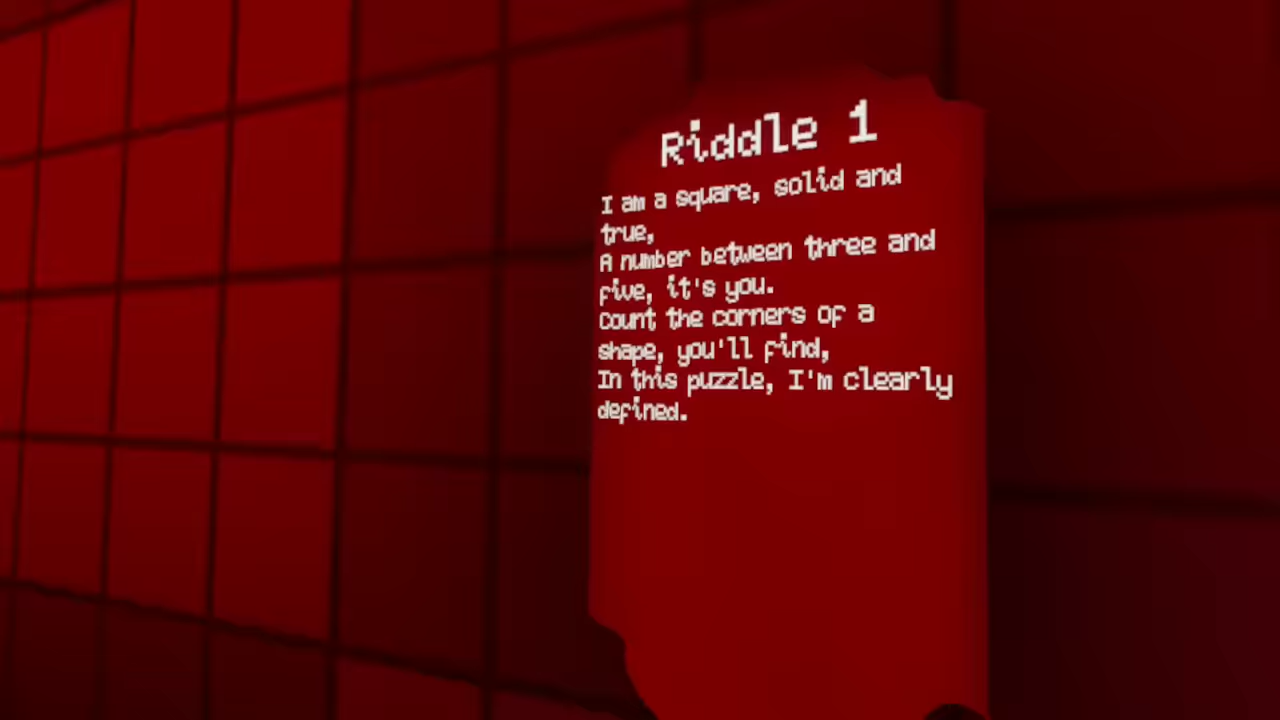 Riddle 1
I am a square, solid and
true,
A number between three and
five, it's you.
Count the corners of a
shape, you'll find,
In this puzzle, I'm clearly
defined.